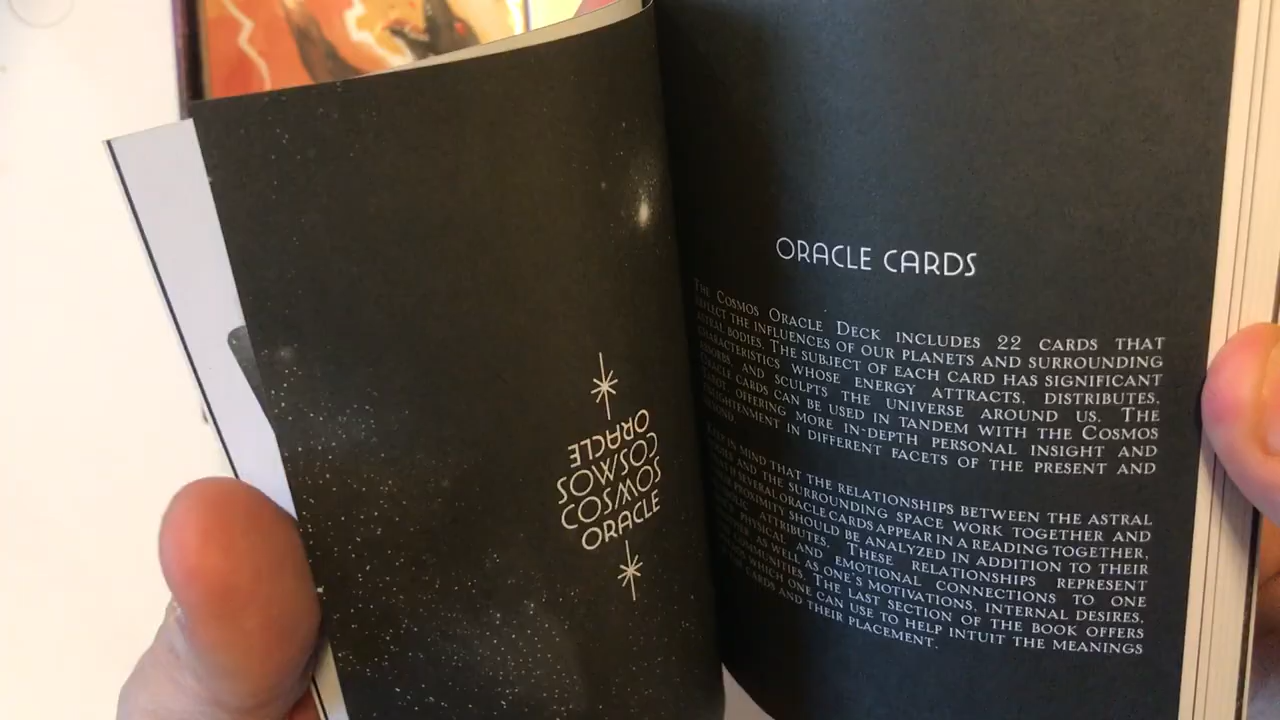 ORACLE
COSMOS
COSMOS
ORACLE
ORACLE CARDS
THE COSMOS ORACLE DECK INCLUDES 22 CARDS THAT
REFLECT THE INFLUENCES OF OUR PLANETS AND SURROUNDING
ASTRAL BODIES. THE SUBJECT OF EACH CARD HAS SIGNIFICANT
CHARACTERISTICS WHOSE ENERGY ATTRACTS, DISTRIBUTES,
AND SCULPTS THE UNIVERSE AROUND US. THE
ORACLE CARDS CAN BE USED IN TANDEM WITH THE COSMOS
OFFERING MORE IN-DEPTH PERSONAL INSIGHT AND
ENLIGHTENMENT IN DIFFERENT FACETS OF THE PRESENT AND
IN MIND THAT THE RELATIONSHIPS BETWEEN THE ASTRAL
AND THE SURROUNDING SPACE WORK TOGETHER AND
SEVERAL ORACLE CARDS APPEAR IN A READING TOGETHER,
PROXIMITY SHOULD BE ANALYZED IN ADDITION TO THEIR
ATTRIBUTES. THESE RELATIONSHIPS REPRESENT
PHYSICAL AND EMOTIONAL CONNECTIONS TO ONE
AS WELL AS ONE'S MOTIVATIONS, INTERNAL DESIRES,
COMMUNITIES. THE LAST SECTION OF THE BOOK OFFERS
WHICH ONE CAN USE TO HELP INTUIT THE MEANINGS
CARDS AND THEIR PLACEMENT.